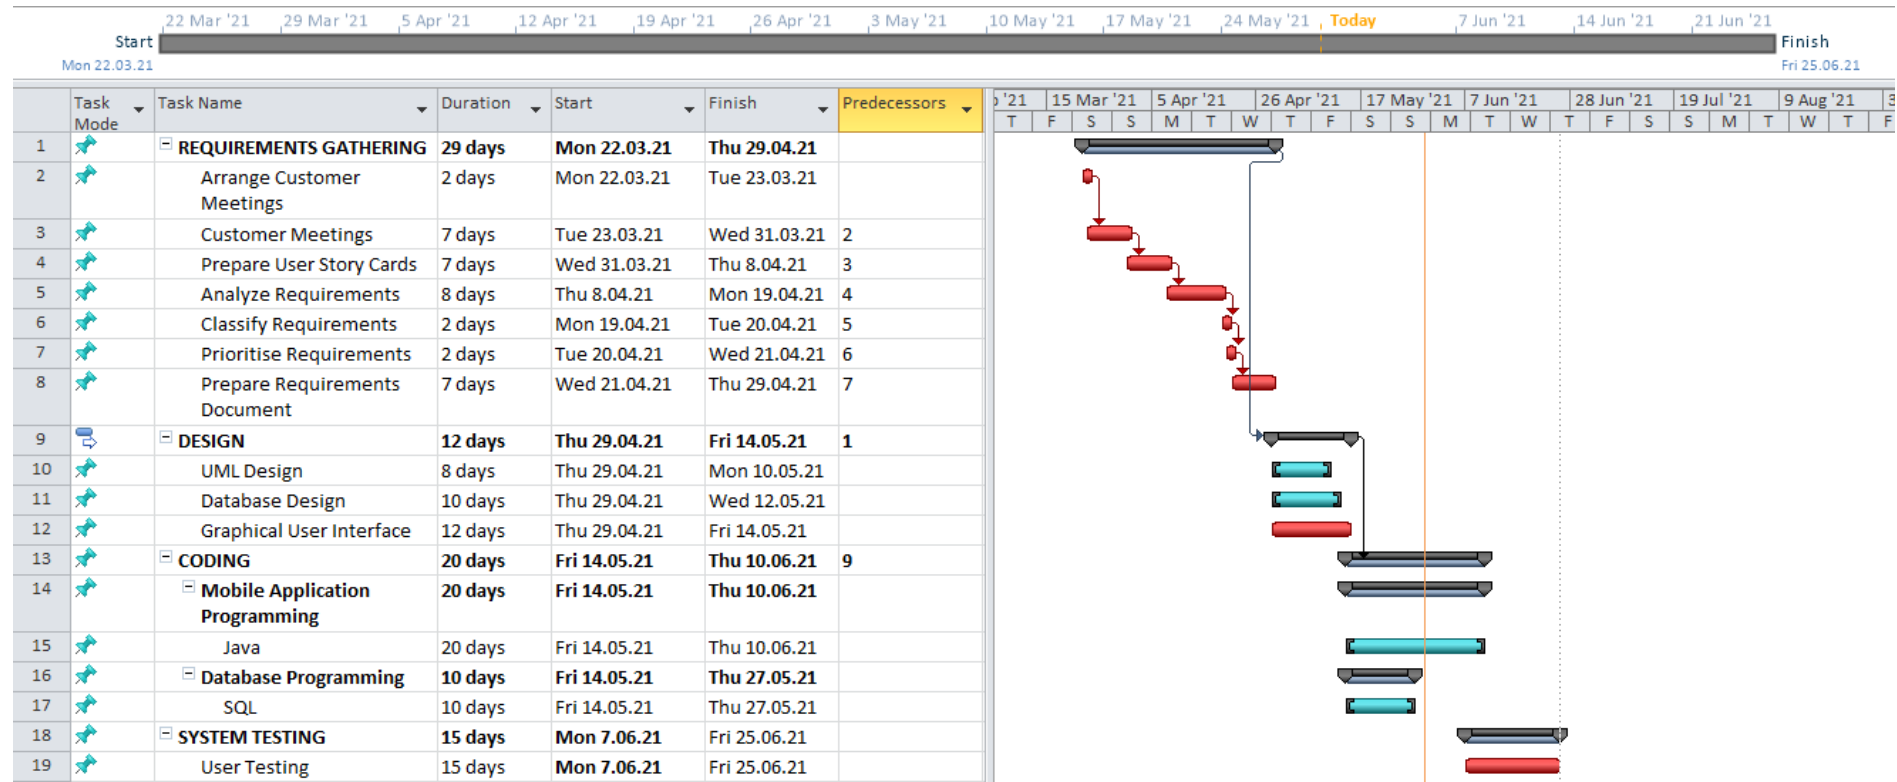 22 Mar '21 29 Mar '21 5 Apr '21 12 Apr '21 19 Apr '21 26 Apr '21 3 May '21 10 May '21 17 May '21 24 May '21 Today 7 Jun '21 14 Jun '21 21 Jun '21
Start Finish
Mon 22.03.21 Fri 25.06.21
Task Mode Task Name Duration Start Finish Predecessors '21 15 Mar '21 5 Apr '21 26 Apr '21 17 May '21 7 Jun '21 28 Jun '21 19 Jul '21 9 Aug '21 3
T F S S M T W T F S S M T W T F S S M T W T F
1 REQUIREMENTS GATHERING 29 days Mon 22.03.21 Thu 29.04.21
2 Arrange Customer 2 days Mon 22.03.21 Tue 23.03.21
Meetings
3 Customer Meetings 7 days Tue 23.03.21 Wed 31.03.21 2
4 Prepare User Story Cards 7 days Wed 31.03.21 Thu 8.04.21 3
5 Analyze Requirements 8 days Thu 8.04.21 Mon 19.04.21 4
6 Classify Requirements 2 days Mon 19.04.21 Tue 20.04.21 5
7 Prioritise Requirements 2 days Tue 20.04.21 Wed 21.04.21 6
8 Prepare Requirements 7 days Wed 21.04.21 Thu 29.04.21 7
Document
9 DESIGN 12 days Thu 29.04.21 Fri 14.05.21 1
10 UML Design 8 days Thu 29.04.21 Mon 10.05.21
11 Database Design 10 days Thu 29.04.21 Wed 12.05.21
12 Graphical User Interface 12 days Thu 29.04.21 Fri 14.05.21
13 CODING 20 days Fri 14.05.21 Thu 10.06.21 9
14 Mobile Application 20 days Fri 14.05.21 Thu 10.06.21
Programming
15 Java 20 days Fri 14.05.21 Thu 10.06.21
16 Database Programming 10 days Fri 14.05.21 Thu 27.05.21
17 SQL 10 days Fri 14.05.21 Thu 27.05.21
18 SYSTEM TESTING 15 days Mon 7.06.21 Fri 25.06.21
19 User Testing 15 days Mon 7.06.21 Fri 25.06.21